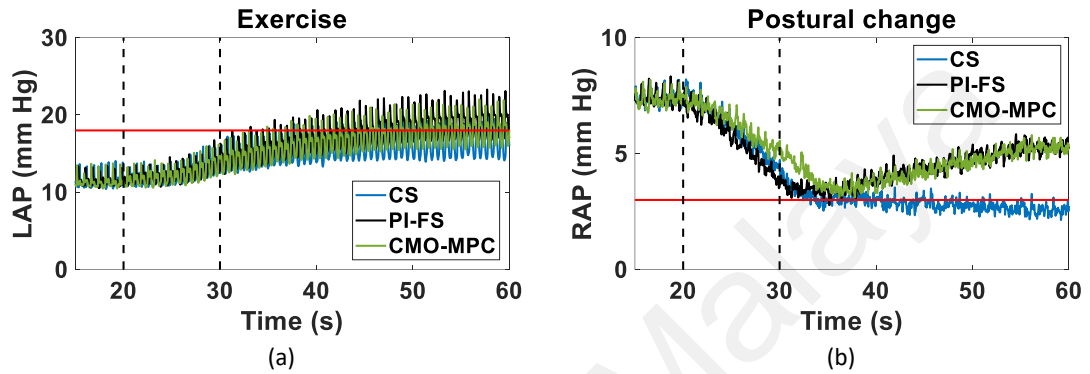 Exercise
30
20
10
0
LAP (mm Hg)
CS
PI-FS
CMO-MPC
20 30 40 50 60
Time (s)
(a)
Postural change
10
5
0
RAP (mm Hg)
CS
PI-FS
CMO-MPC
20 30 40 50 60
Time (s)
(b)
Malaya